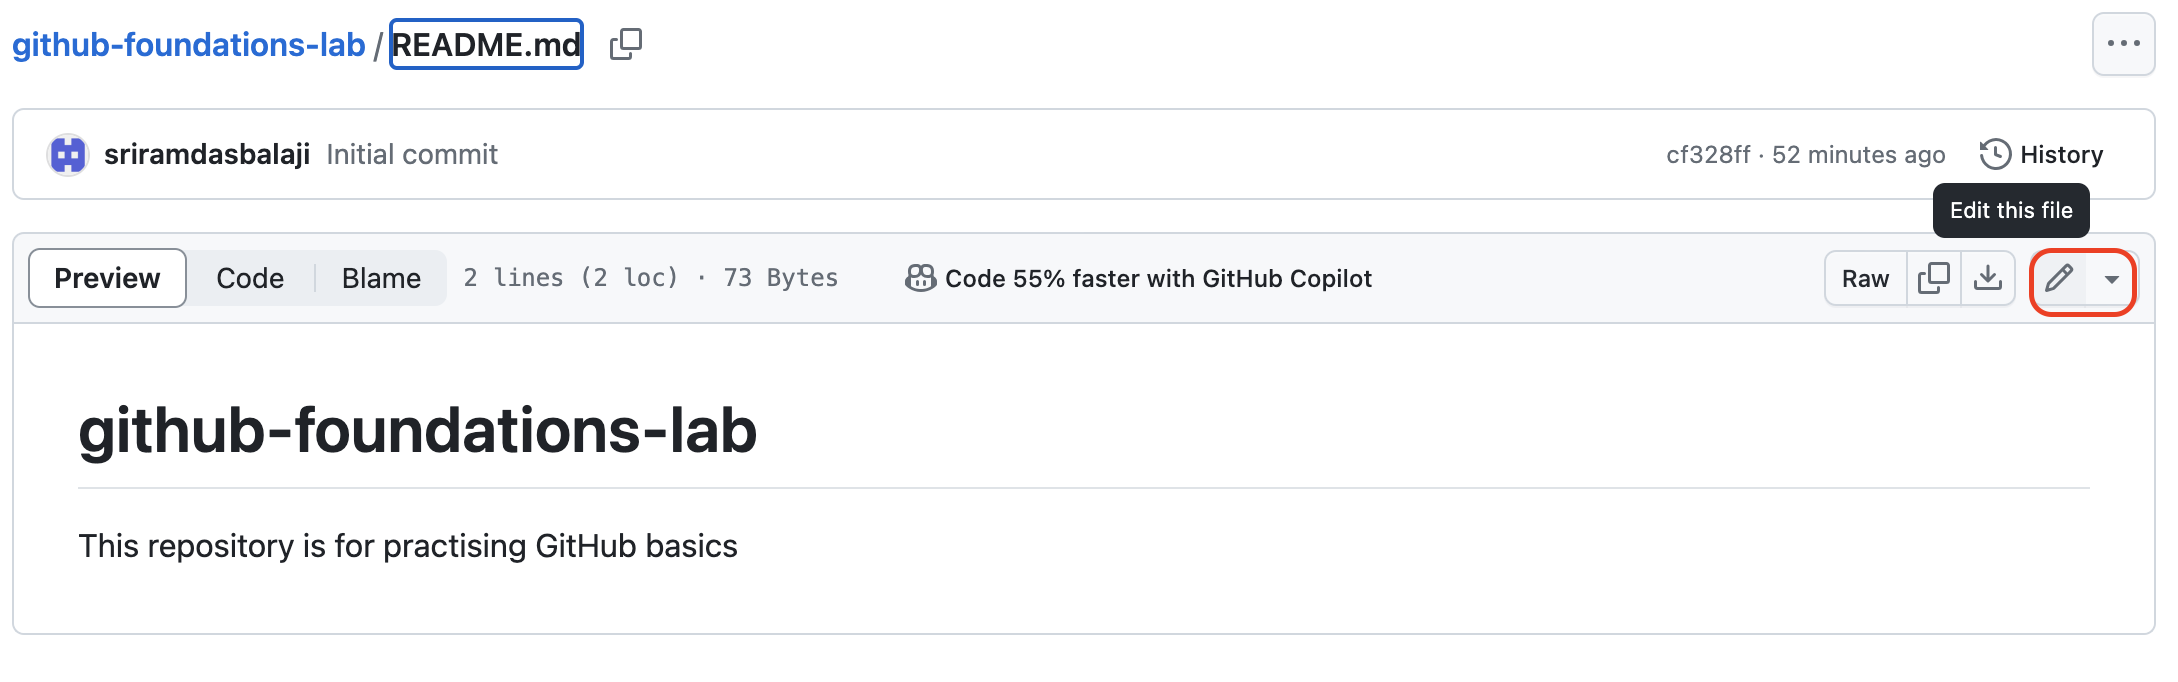 github-foundations-lab / README.md
sriramdasbalaji Initial commit cf328ff · 52 minutes ago History
Edit this file
Preview Code Blame 2 lines (2 loc) · 73 Bytes Code 55% faster with GitHub Copilot Raw
github-foundations-lab
This repository is for practising GitHub basics